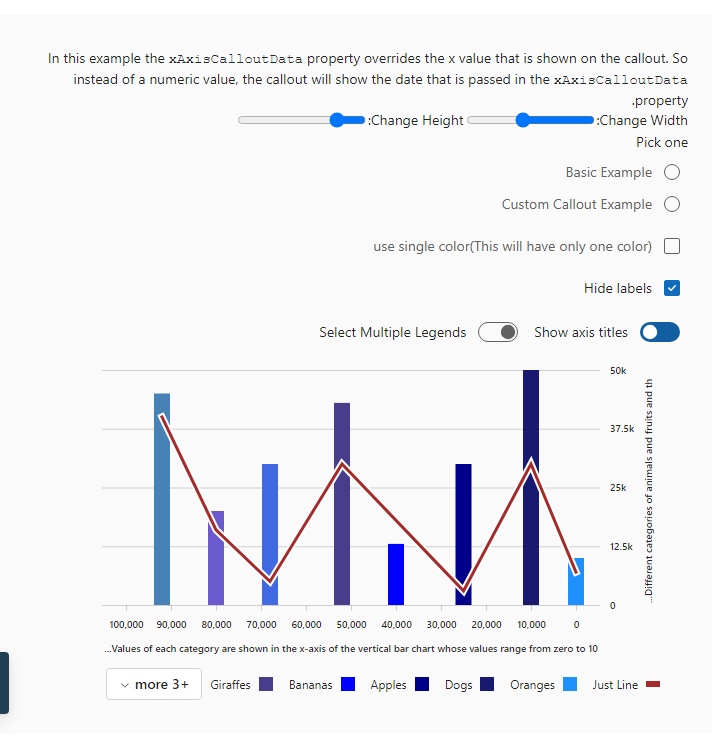 In this example the xAxisCalloutData property overrides the x value that is shown on the callout. So
instead of a numeric value, the callout will show the date that is passed in the xAxisCalloutData
.property
:Change Height :Change Width
Pick one
Basic Example
Custom Callout Example
use single color(This will have only one color)
Hide labels
Select Multiple Legends Show axis titles
50k
37.5k
25k
12.5k
0
...Different categories of animals and fruits and th
100,000 90,000 80,000 70,000 60,000 50,000 40,000 30,000 20,000 10,000 0
...Values of each category are shown in the x-axis of the vertical bar chart whose values range from zero to 10
more 3+ Giraffes Bananas Apples Dogs Oranges Just Line